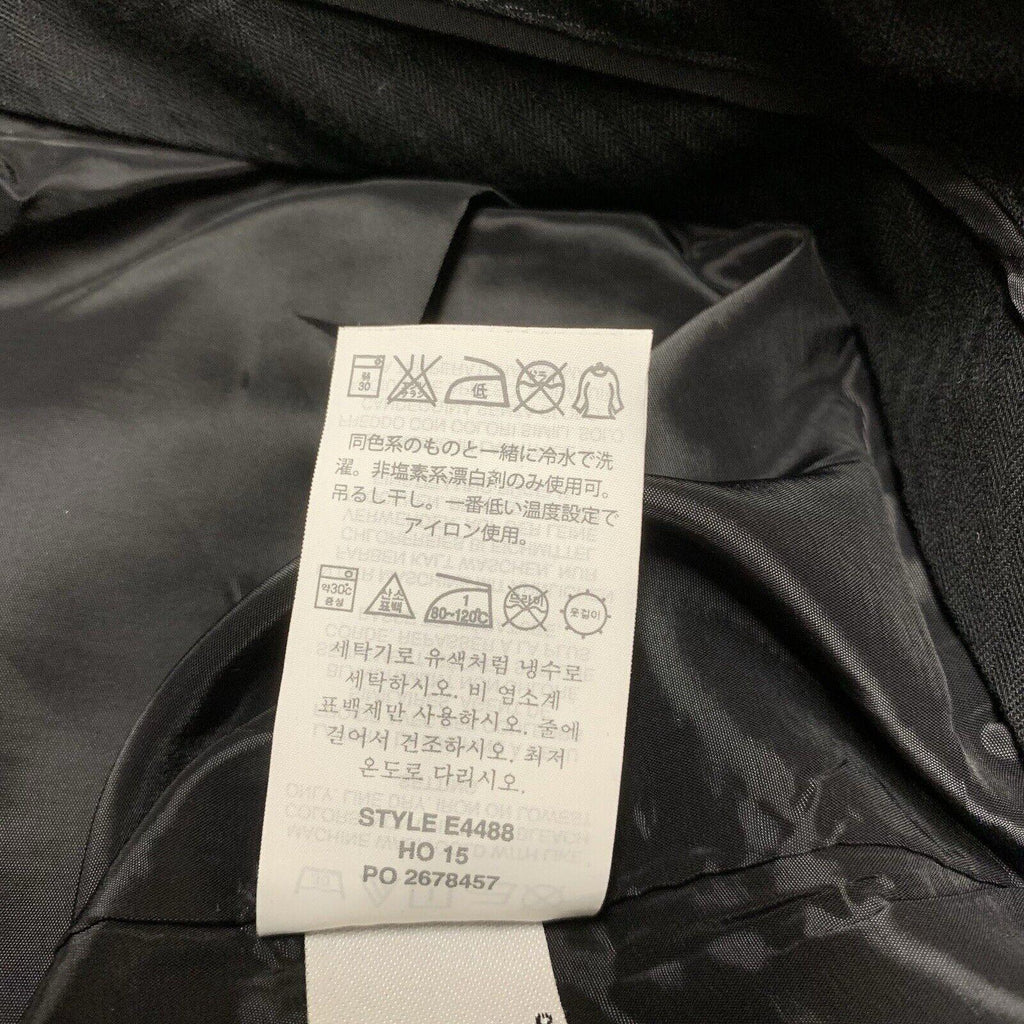 弱
30
低
同色系のものと一緒に冷水で洗
濯。非塩素系漂白剤のみ使用可。
吊るし干し。一番低い温度設定で
アイロン使用。
약30℃
중성
산소
표백
1
80~120℃
드라이
옷걸이
세탁기로 유색처럼 냉수로
세탁하시오. 비 염소계
표백제만 사용하시오. 줄에
걸어서 건조하시오. 최저
온도로 다리시오.
STYLE E4488
HO 15
PO 2678457